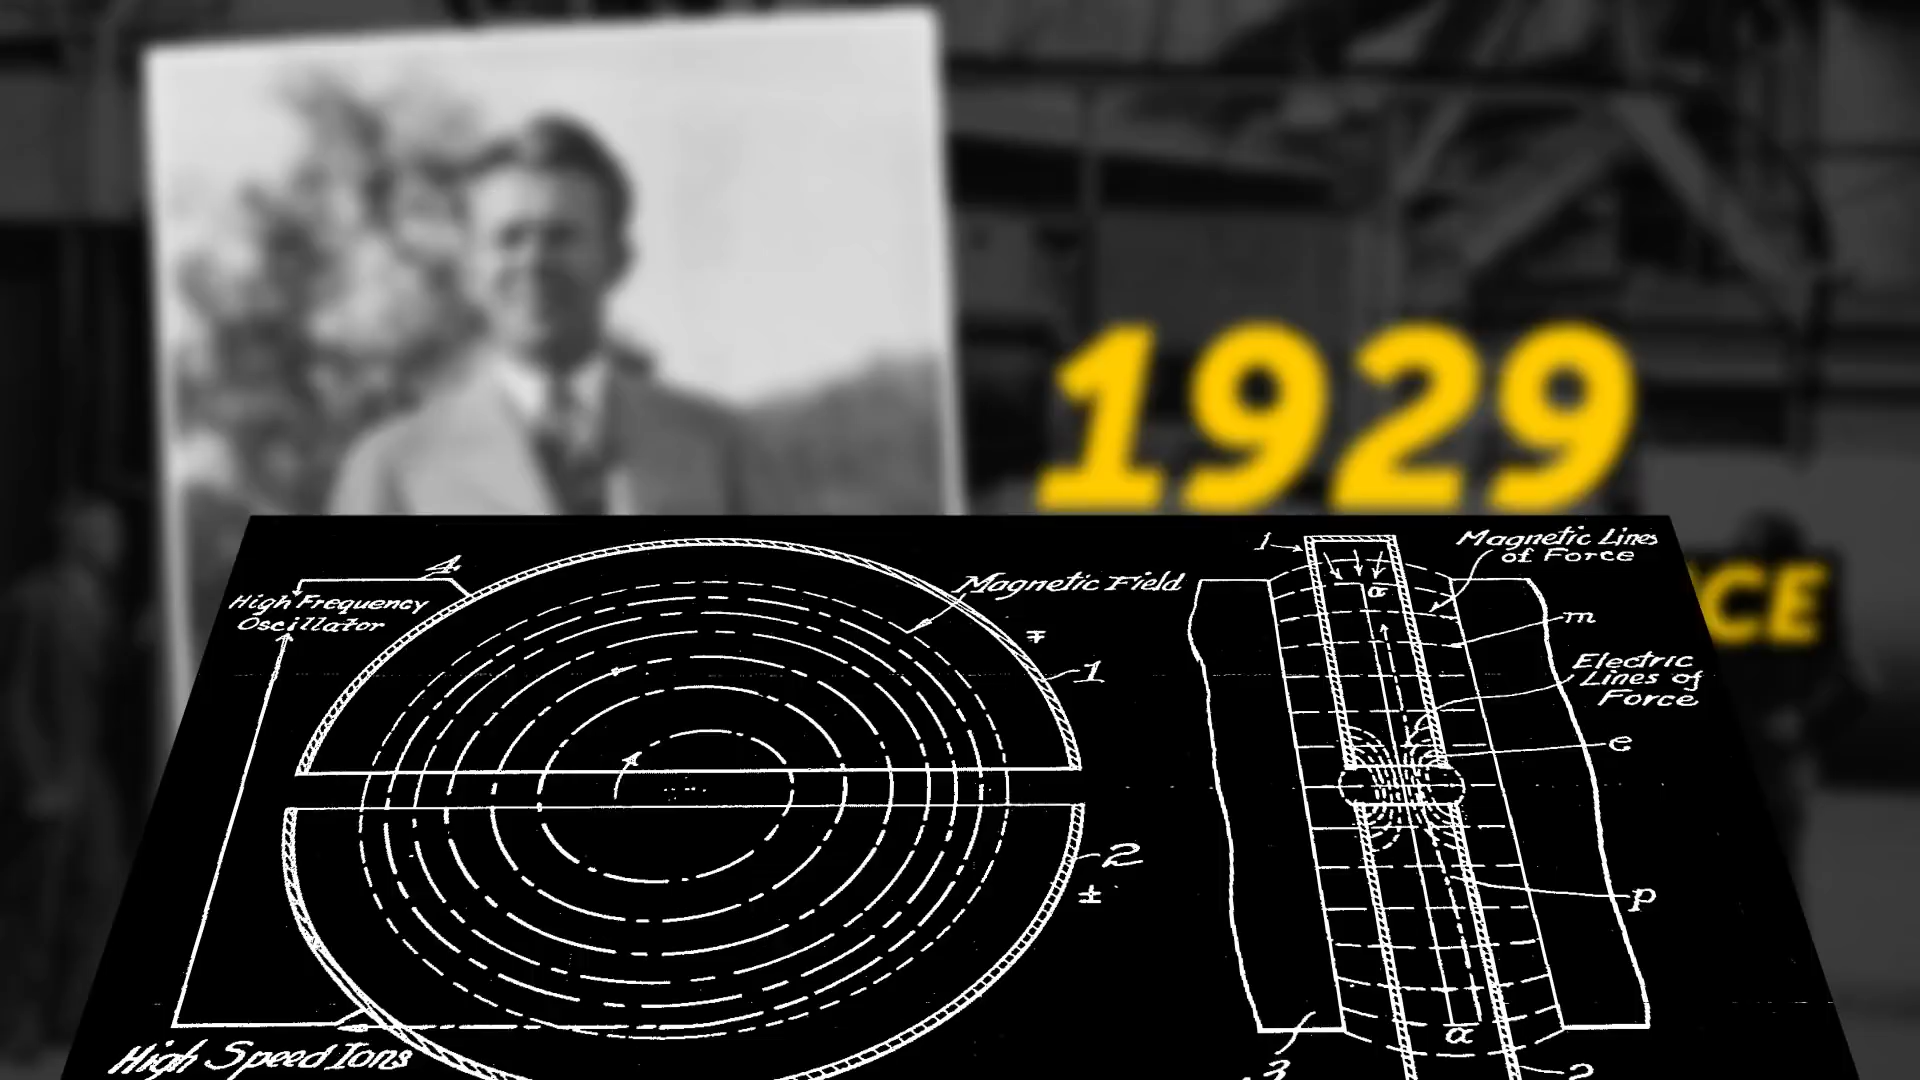 1929
CE
4
High Frequency
Oscillator
Magnetic Field
∓
1
2
±
High Speed Ions
1
Magnetic Lines
of Force
a
m
Electric
Lines of
Force
e
p
a
3
2